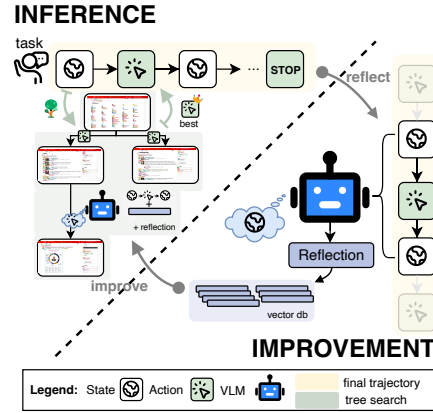 INFERENCE
task
STOP
reflect
best
+
+ reflection
improve
Reflection
vector db
IMPROVEMENT
Legend: State Action VLM final trajectory
tree search